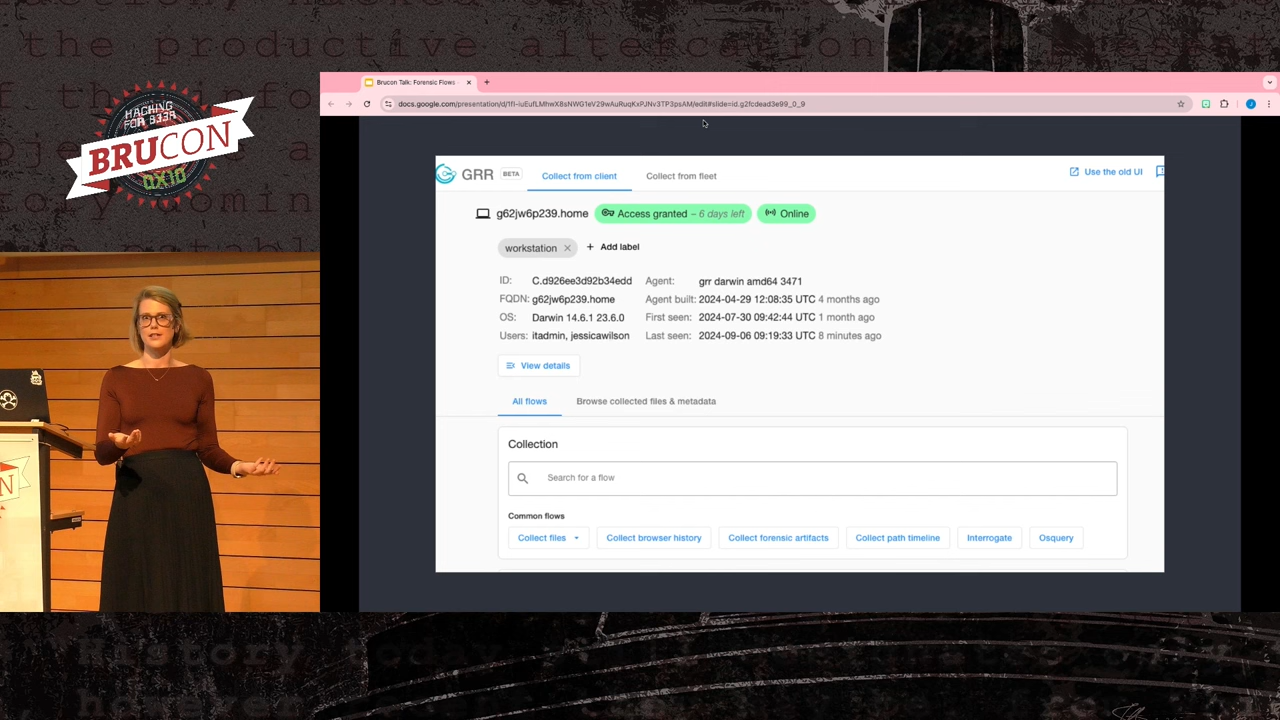 the productive altercation
HACKING
FOR B33R
BRUCON
0X10
Brucon Talk: Forensic Flows
docs.google.com/presentation/d/1fI-iuEufLMhwX8sNWG1eV29wAuRuqKxPJNv3TP3psAM/edit#slide=id.g2fcdead3e99_0_9
GRR BETA Collect from client Collect from fleet Use the old UI
g62jw6p239.home Access granted – 6 days left Online
workstation Add label
ID: C.d926ee3d92b34edd Agent: grr darwin amd64 3471
FQDN: g62jw6p239.home Agent built: 2024-04-29 12:08:35 UTC 4 months ago
OS: Darwin 14.6.1 23.6.0 First seen: 2024-07-30 09:42:44 UTC 1 month ago
Users: itadmin, jessicawilson Last seen: 2024-09-06 09:19:33 UTC 8 minutes ago
View details
All flows Browse collected files & metadata
Collection
Search for a flow
Common flows
Collect files Collect browser history Collect forensic artifacts Collect path timeline Interrogate Osquery
History today
however